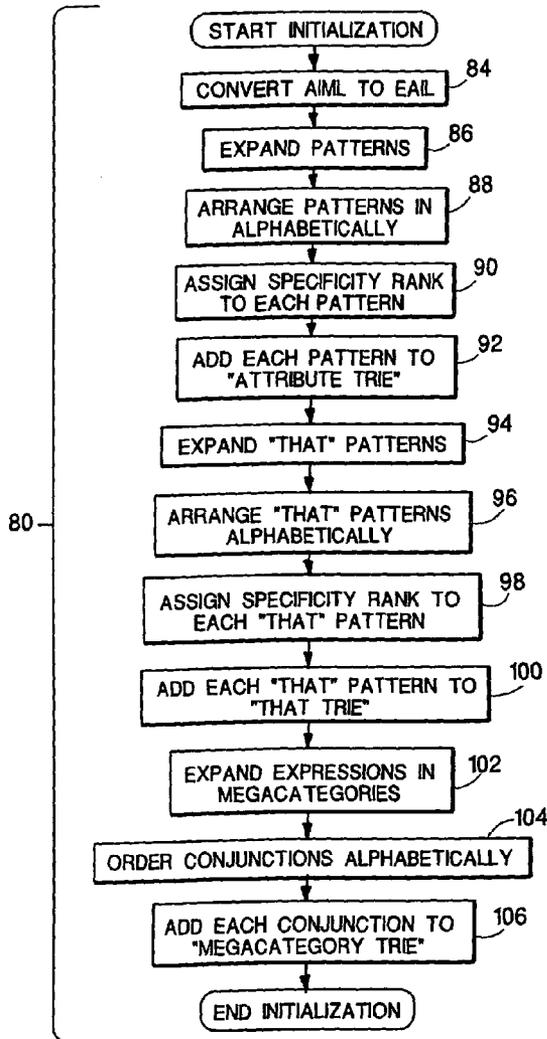 START INITIALIZATION
84
CONVERT AIML TO EAIL
86
EXPAND PATTERNS
88
ARRANGE PATTERNS IN
ALPHABETICALLY
90
ASSIGN SPECIFICITY RANK
TO EACH PATTERN
92
ADD EACH PATTERN TO
"ATTRIBUTE TRIE"
94
EXPAND "THAT" PATTERNS
80
96
ARRANGE "THAT" PATTERNS
ALPHABETICALLY
98
ASSIGN SPECIFICITY RANK TO
EACH "THAT" PATTERN
100
ADD EACH "THAT" PATTERN TO
"THAT TRIE"
102
EXPAND EXPRESSIONS IN
MEGACATEGORIES
104
ORDER CONJUNCTIONS ALPHABETICALLY
106
ADD EACH CONJUNCTION TO
"MEGACATEGORY TRIE"
END INITIALIZATION